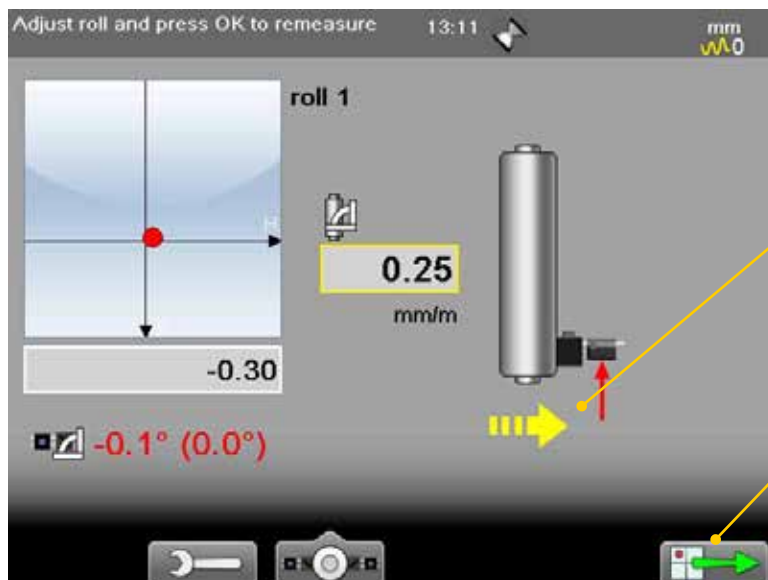 Adjust roll and press OK to remeasure 13:11 mm
0
roll 1
H
0.25
mm/m
-0.30
-0.1° (0.0°)